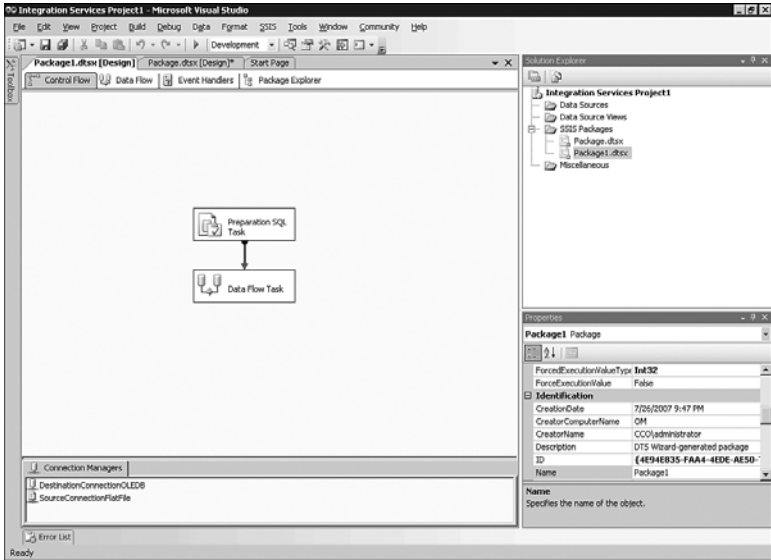 Integration Services Project1 - Microsoft Visual Studio
File Edit View Project Build Debug Data Format SSIS Tools Window Community Help
Development
Toolbox
Package1.dtsx [Design] Package.dtsx [Design]* Start Page
Control Flow Data Flow Event Handlers Package Explorer
Preparation SQL
Task
Data Flow Task
Connection Managers
DestinationConnectionOLEDB
SourceConnectionFlatFile
Error List
Ready
Solution Explorer
Integration Services Project1
Data Sources
Data Source Views
SSIS Packages
Package.dtsx
Package1.dtsx
Miscellaneous
Properties
Package1 Package
ForcedExecutionValueType Int32
ForceExecutionValue False
Identification
CreationDate 7/26/2007 9:47 PM
CreatorComputerName OM
CreatorName CCO\administrator
Description DTS Wizard-generated package
ID {4E94E835-FAA4-4EDE-AE50-
Name Package1
Name
Specifies the name of the object.